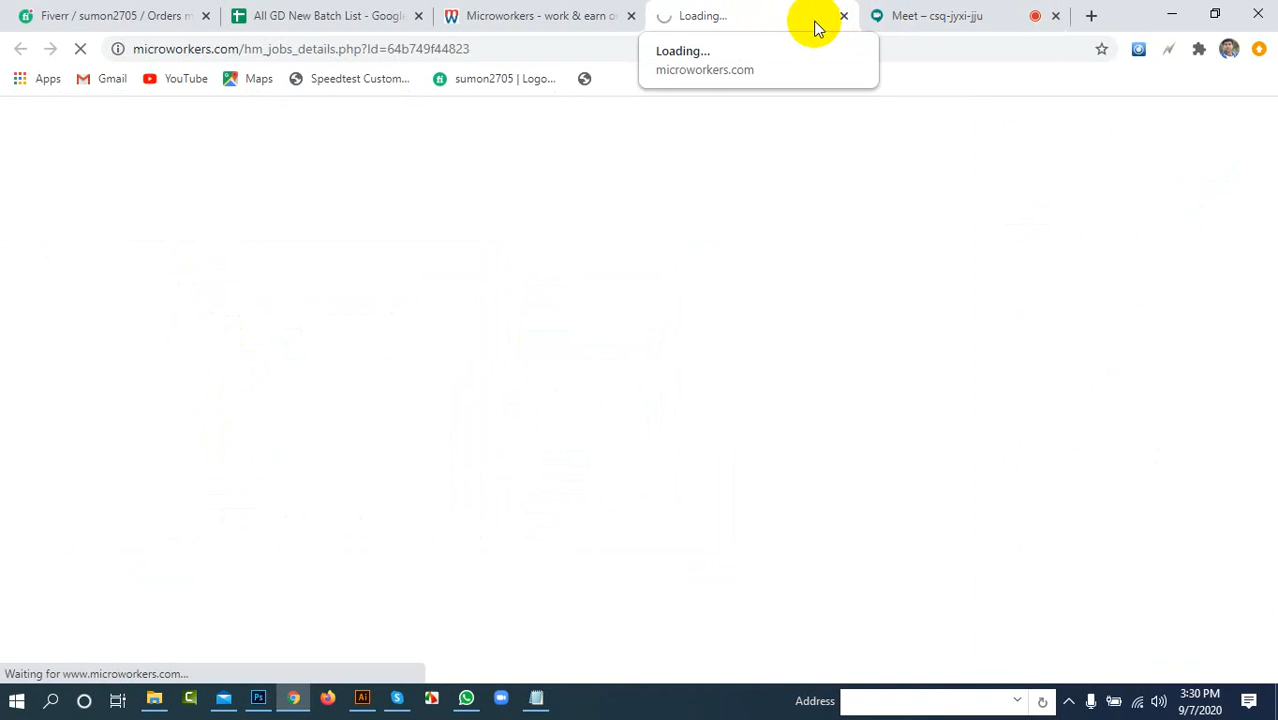 Fiverr / sumon2705 / Orders m
All GD New Batch List - Google
Microworkers - work & earn o
Loading...
Meet – csq-jyxi-jju
microworkers.com/hm_jobs_details.php?Id=64b749f44823
Loading...
microworkers.com
Apps
Gmail
YouTube
Maps
Speedtest Custom...
sumon2705 | Logo...
Waiting for www.microworkers.com...
Address
3:30 PM
9/7/2020